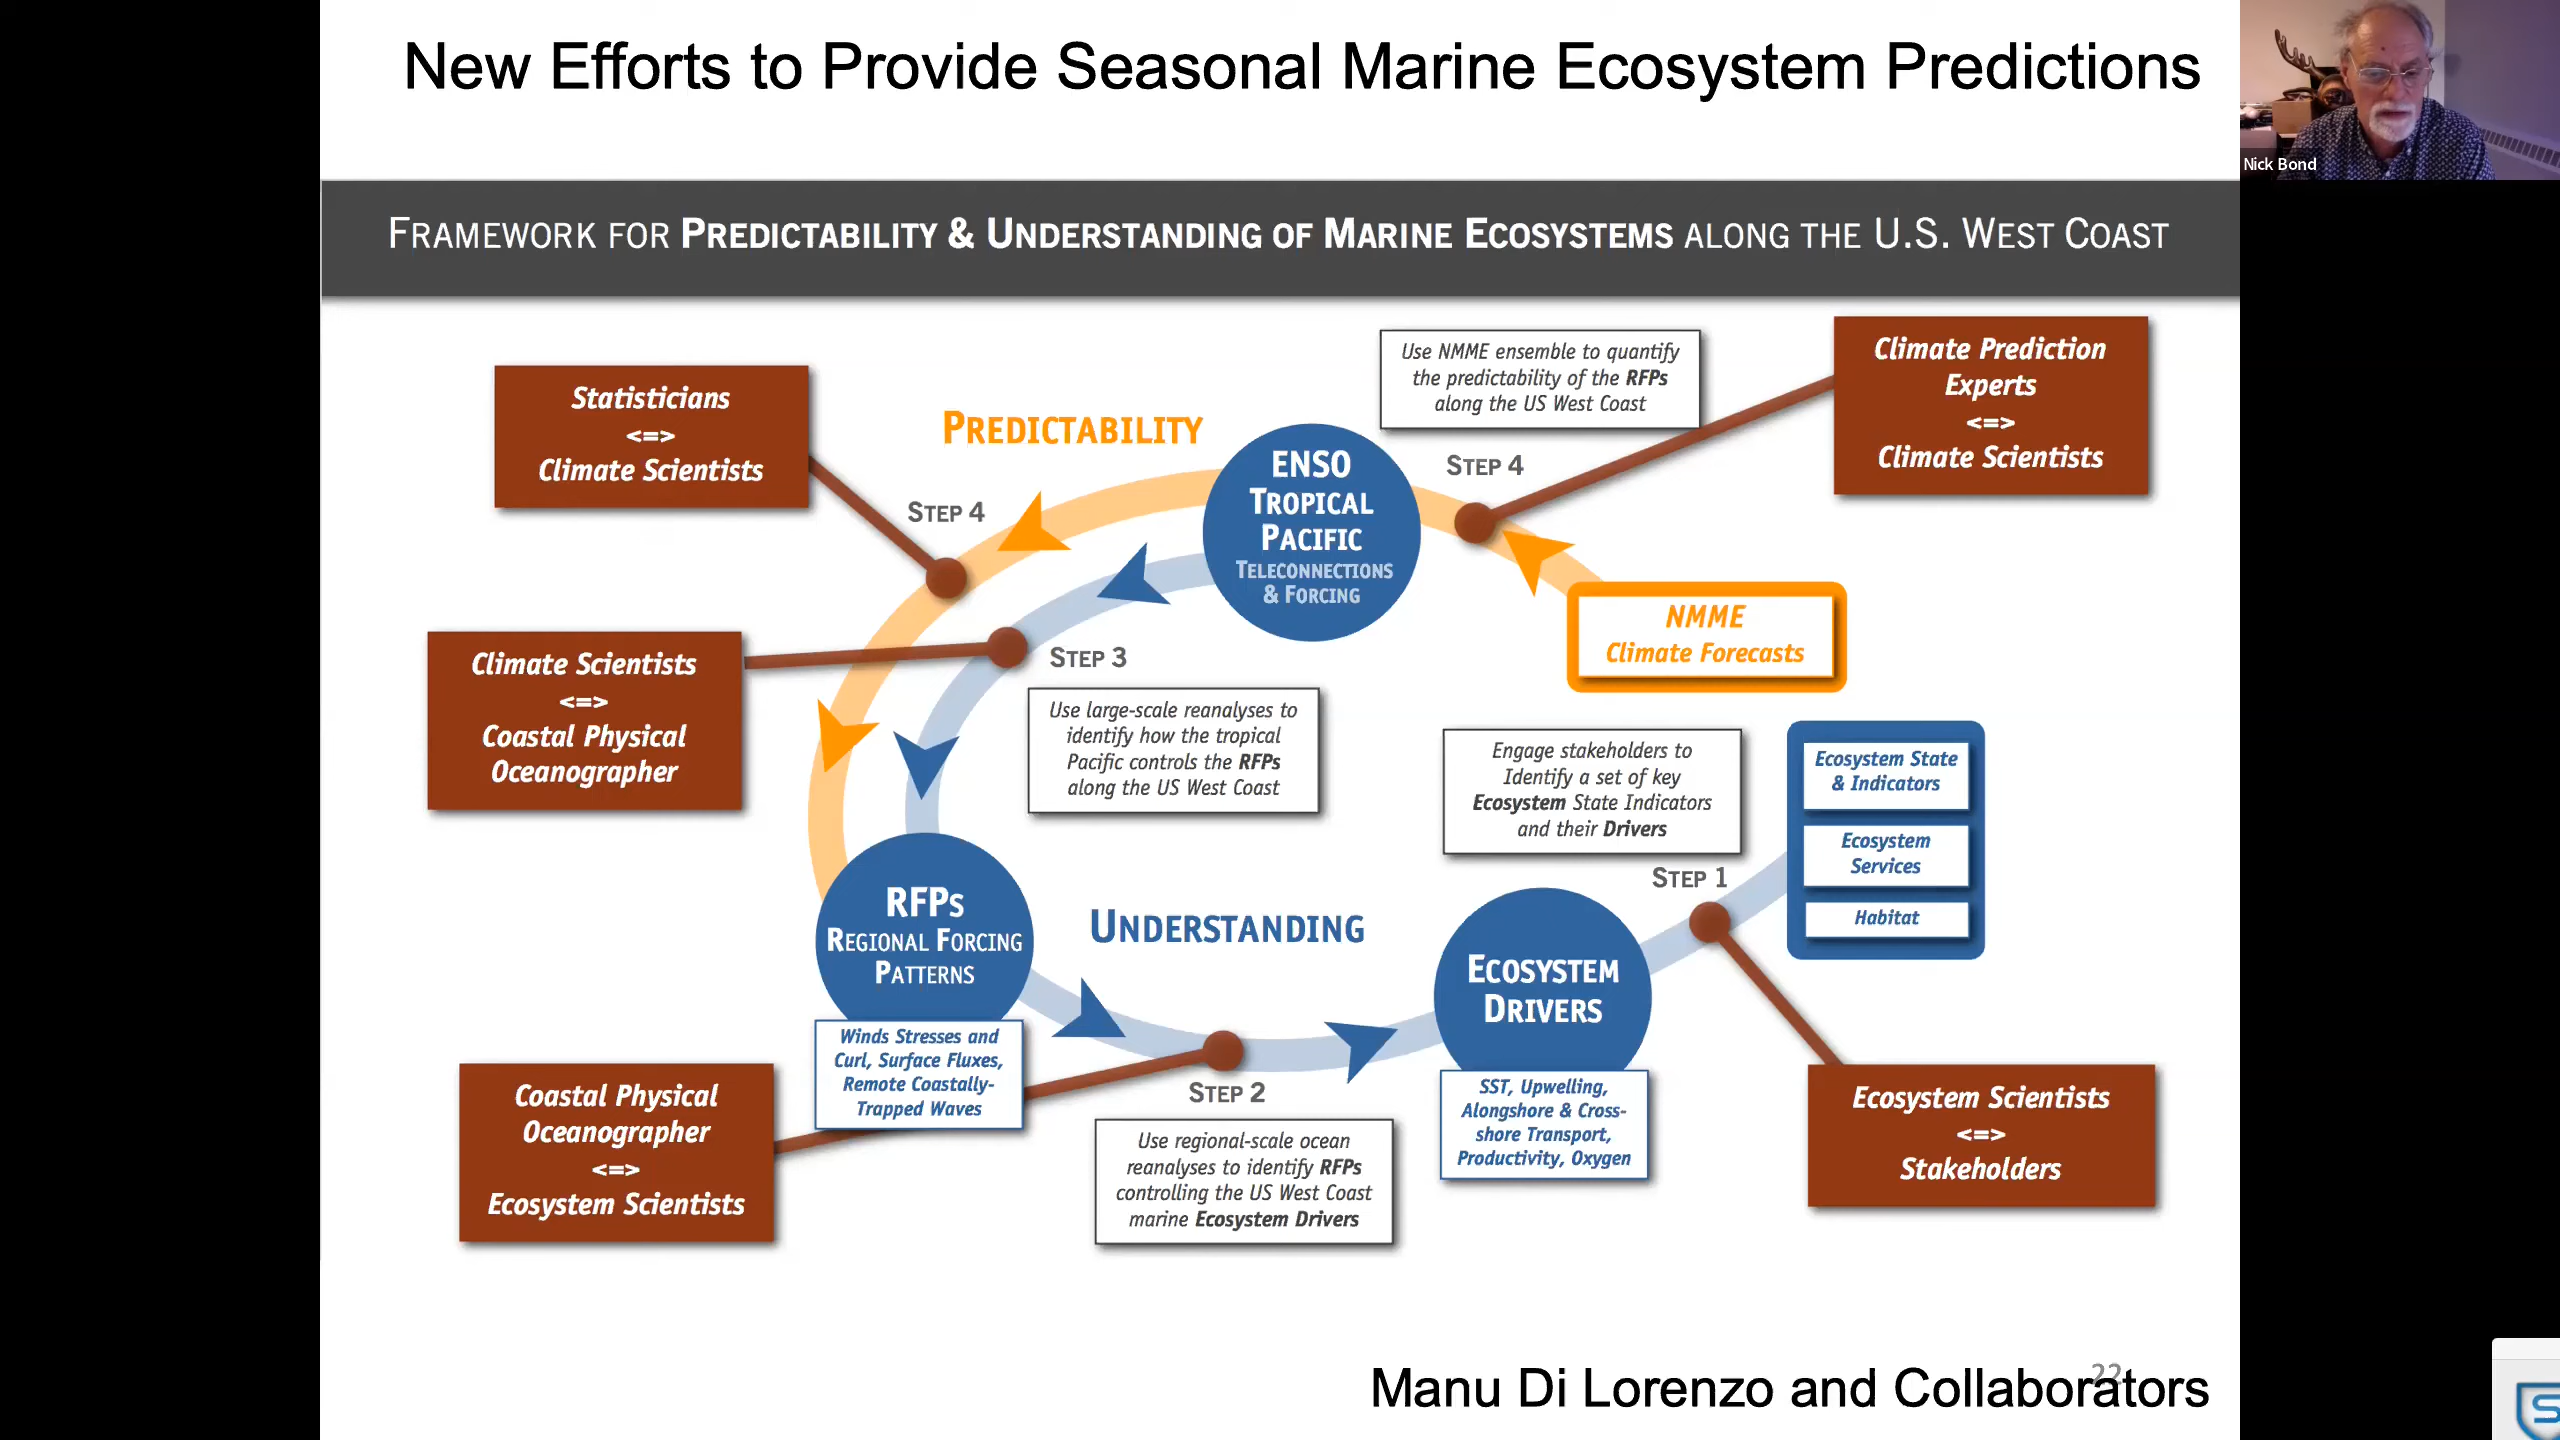 New Efforts to Provide Seasonal Marine Ecosystem Predictions
Nick Bond
FRAMEWORK FOR PREDICTABILITY & UNDERSTANDING OF MARINE ECOSYSTEMS ALONG THE U.S. WEST COAST
Statisticians
<=>
Climate Scientists
PREDICTABILITY
STEP 4
ENSO
TROPICAL
PACIFIC
TELECONNECTIONS
& FORCING
Use NMME ensemble to quantify
the predictability of the RFPs
along the US West Coast
STEP 4
Climate Prediction
Experts
<=>
Climate Scientists
NMME
Climate Forecasts
Climate Scientists
<=>
Coastal Physical
Oceanographer
STEP 3
Use large-scale reanalyses to
identify how the tropical
Pacific controls the RFPs
along the US West Coast
Engage stakeholders to
Identify a set of key
Ecosystem State Indicators
and their Drivers
STEP 1
Ecosystem State
& Indicators
Ecosystem
Services
Habitat
RFPS
REGIONAL FORCING
PATTERNS
Winds Stresses and
Curl, Surface Fluxes,
Remote Coastally-
Trapped Waves
UNDERSTANDING
ECOSYSTEM
DRIVERS
SST, Upwelling,
Alongshore & Cross-
shore Transport,
Productivity, Oxygen
Coastal Physical
Oceanographer
<=>
Ecosystem Scientists
STEP 2
Use regional-scale ocean
reanalyses to identify RFPs
controlling the US West Coast
marine Ecosystem Drivers
Ecosystem Scientists
<=>
Stakeholders
22
Manu Di Lorenzo and Collaborators
S